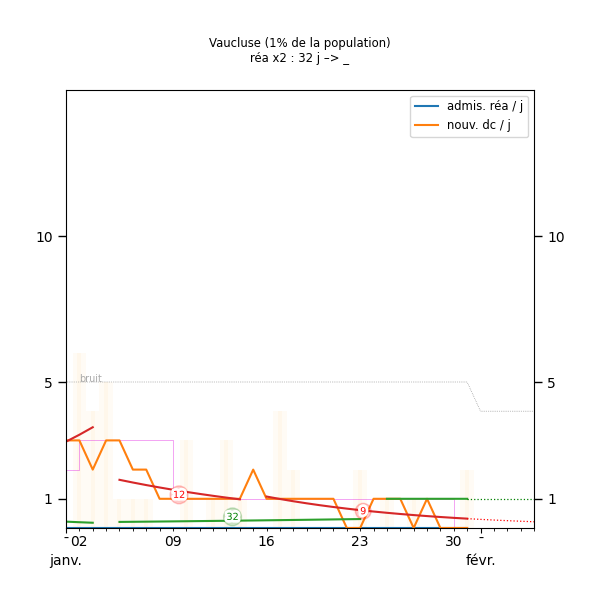 Vaucluse (1% de la population)
réa x2 : 32 j –> _
admis. réa / j
nouv. dc / j
10 10
bruit
5 5
12
9
32
1 1
02 09 16 23 30 -
janv. févr.